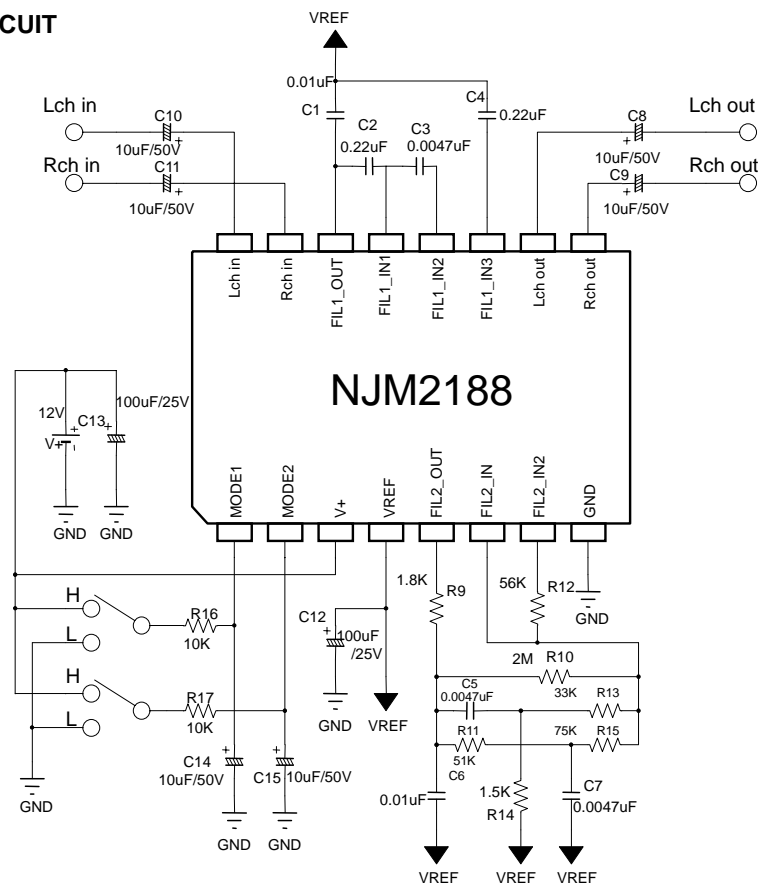 CUIT
VREF
0.01uF
C1
C4
0.22uF
C2
0.22uF
C3
0.0047uF
Lch in
C10
10uF/50V
+
Rch in
C11
+
10uF/50V
C8
+
10uF/50V
Lch out
C9
+
10uF/50V
Rch out
Lch in
Rch in
FIL1_OUT
FIL1_IN1
FIL1_IN2
FIL1_IN3
Lch out
Rch out
NJM2188
MODE1
MODE2
V+
VREF
FIL2_OUT
FIL2_IN
FIL2_IN2
GND
12V
V+
+
C13
+
100uF/25V
GND
GND
H
L
R16
10K
H
L
R17
10K
GND
C14
+
10uF/50V
GND
C15
+
10uF/50V
GND
C12
+
100uF
/25V
GND
VREF
1.8K
R9
56K
R12
GND
2M
R10
C5
0.0047uF
33K
R13
R11
51K
75K
R15
C6
0.01uF
1.5K
R14
C7
0.0047uF
VREF
VREF
VREF